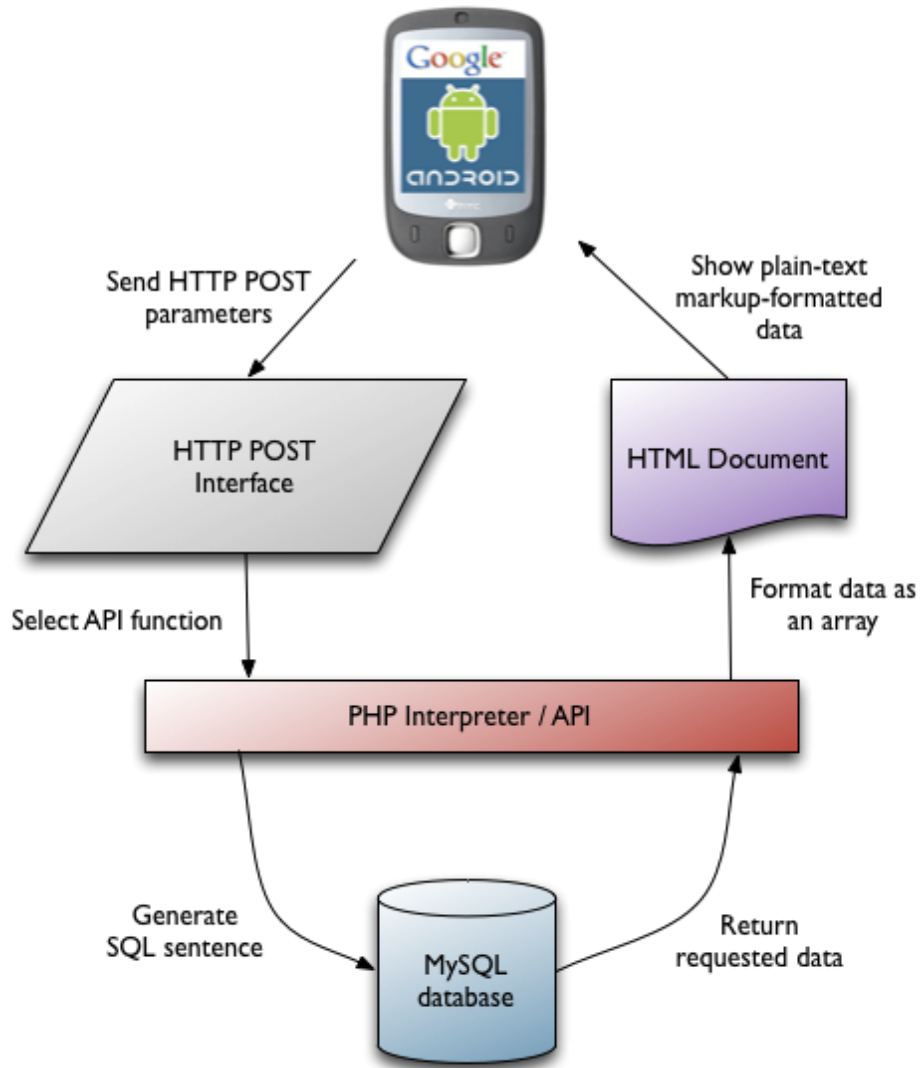 Google
ANDROID
Send HTTP POST
parameters
Show plain-text
markup-formatted
data
HTTP POST
Interface
HTML Document
Select API function
Format data as
an array
PHP Interpreter / API
Generate
SQL sentence
MySQL
database
Return
requested data